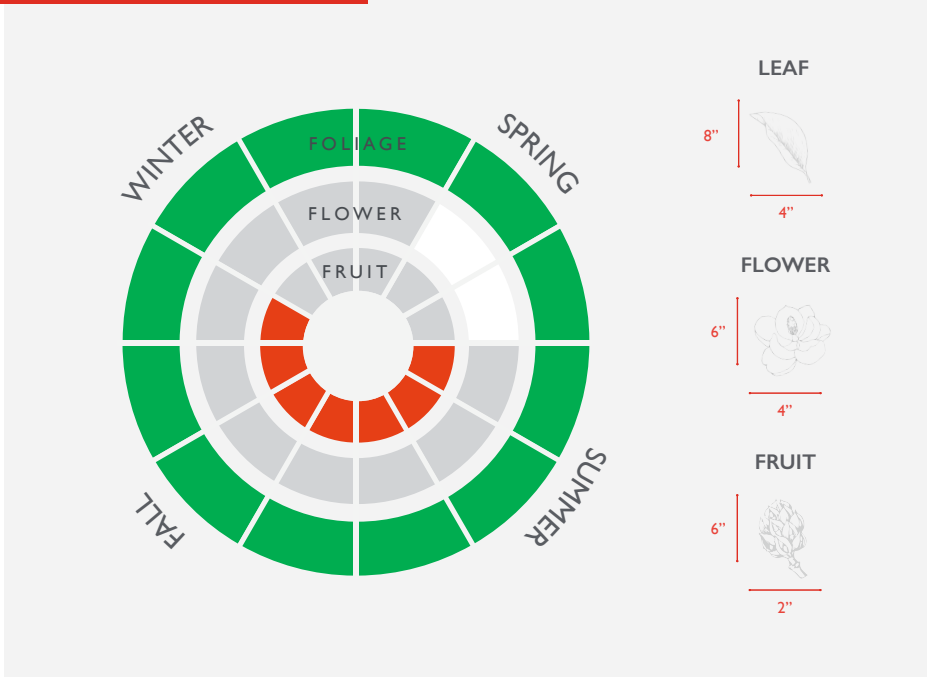 WINTER
SPRING
FOLIAGE
FLOWER
FRUIT
FALL
SUMMER
LEAF
8”
4”
FLOWER
6”
4”
FRUIT
6”
2”